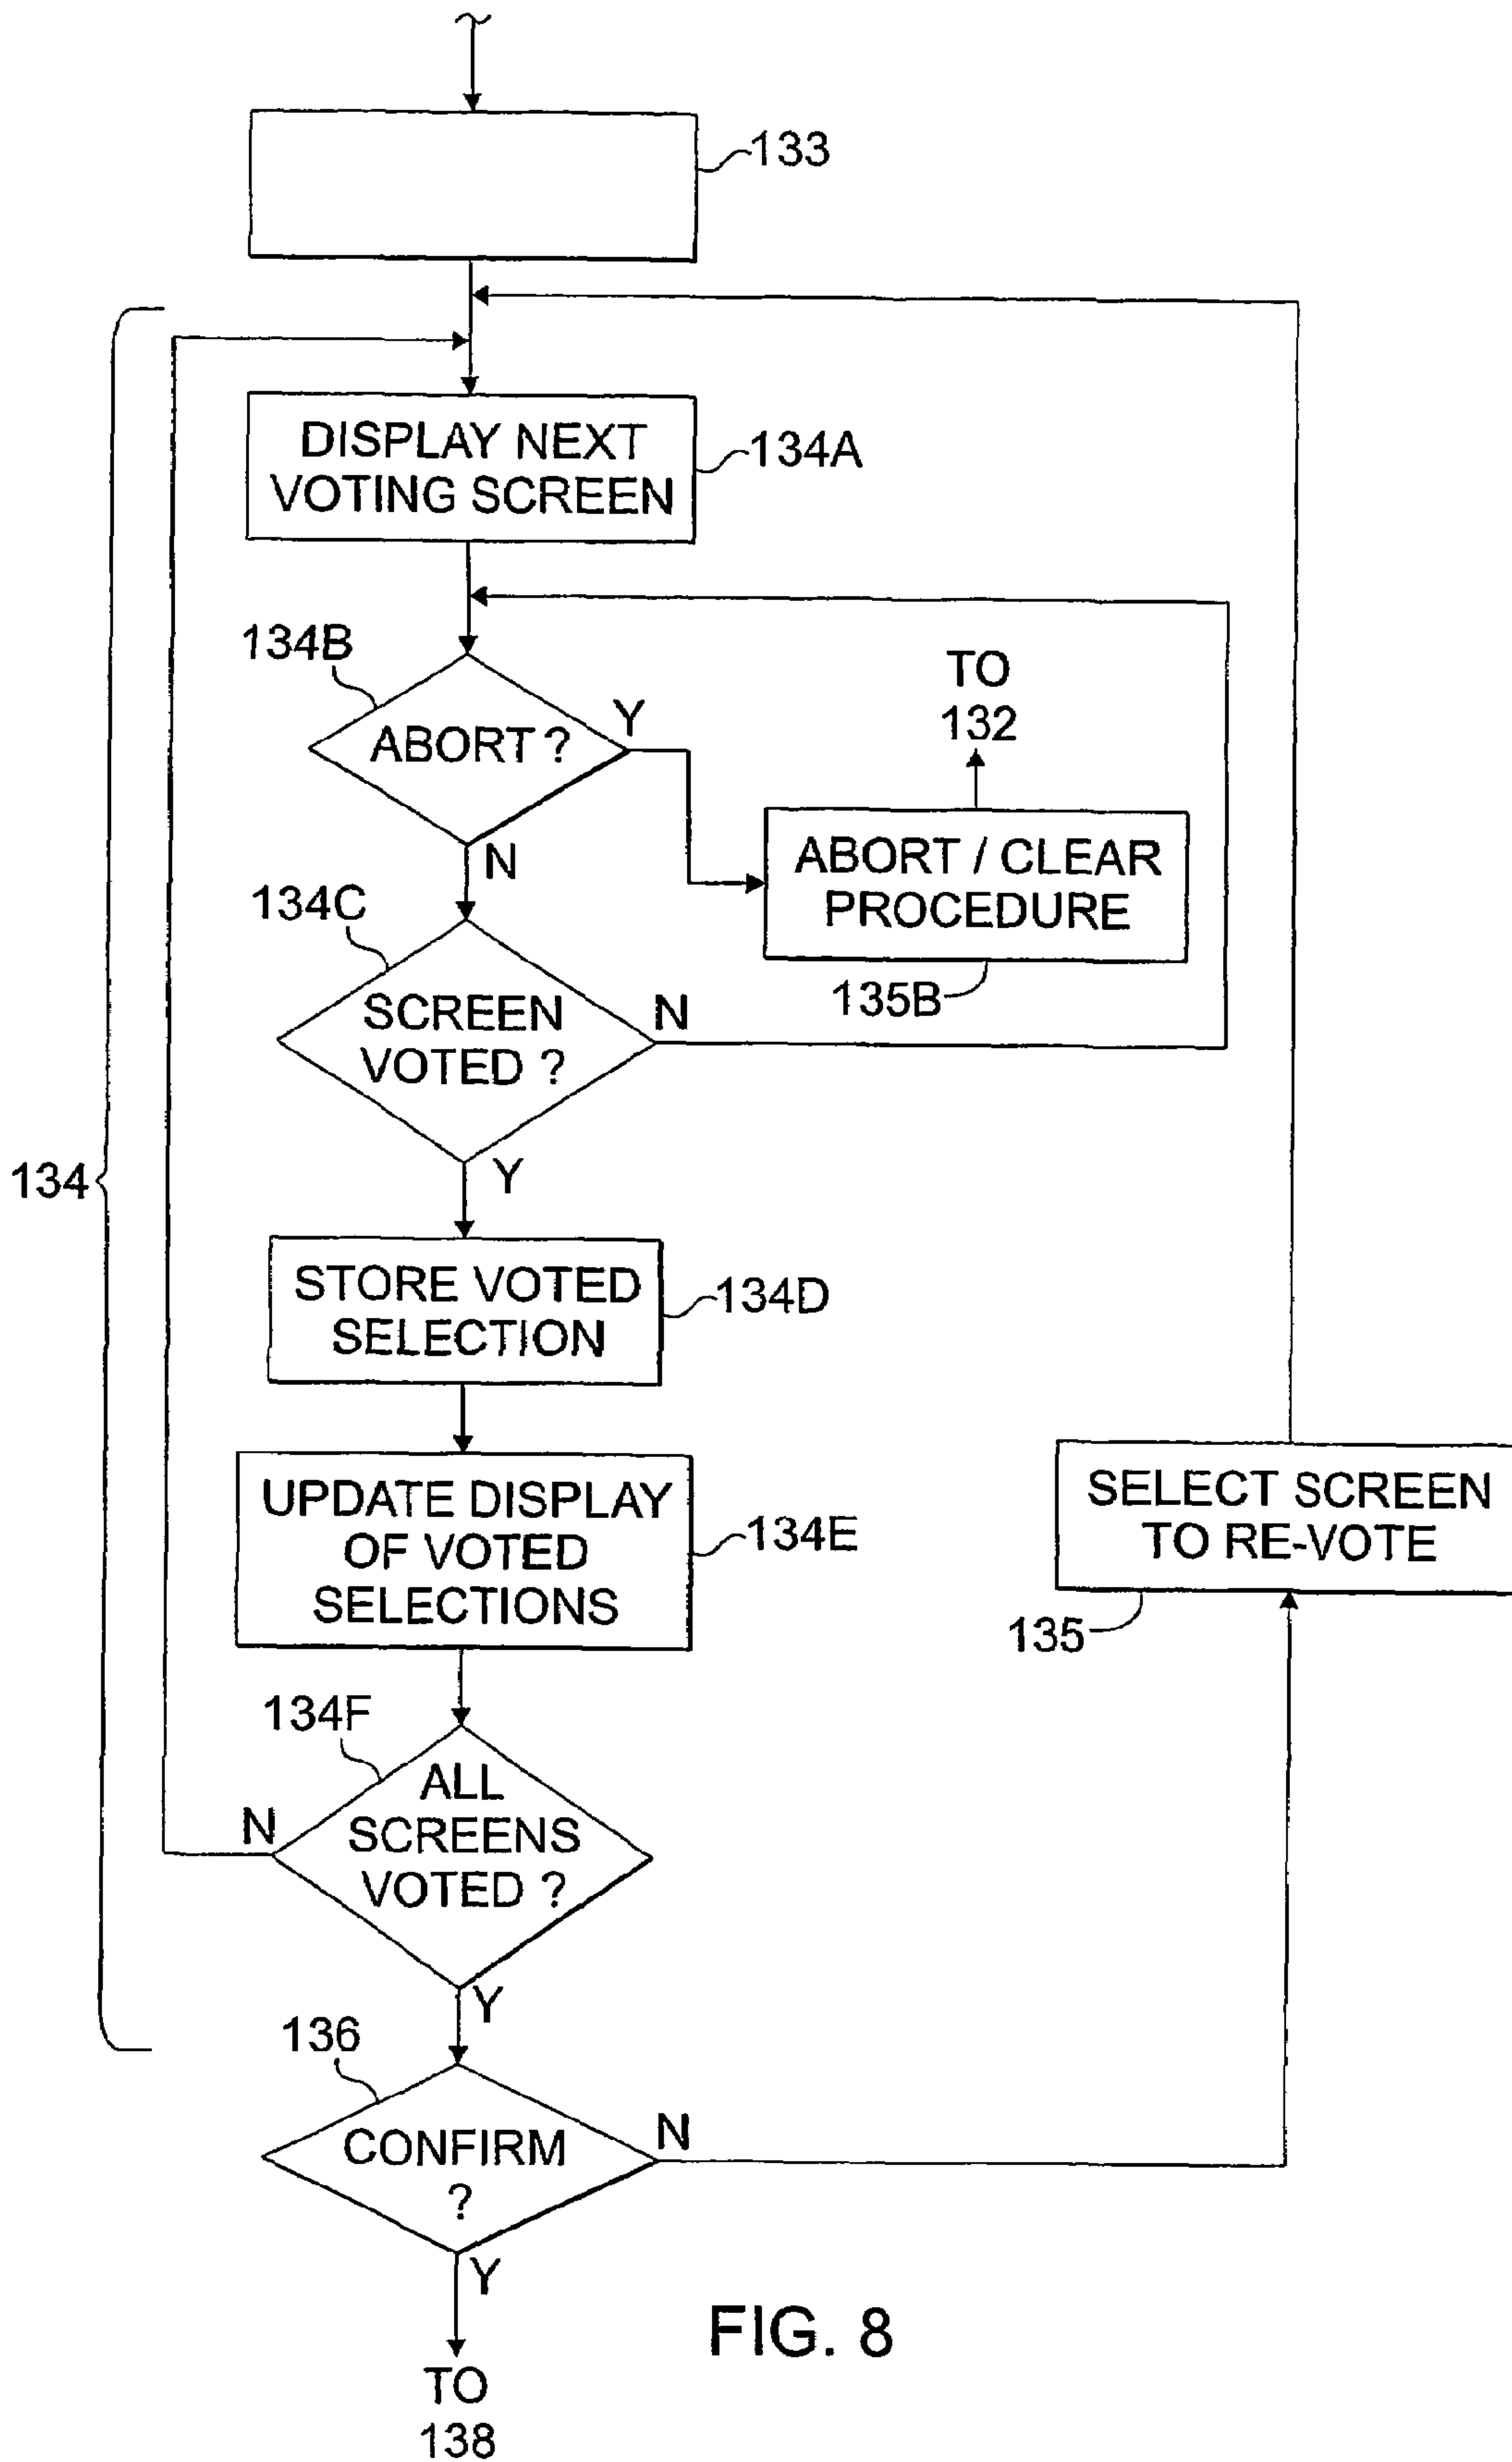 133
DISPLAY NEXT
VOTING SCREEN
134A
134B
ABORT ?
Y
N
TO
132
ABORT / CLEAR
PROCEDURE
135B
134C
SCREEN
VOTED ?
N
Y
134
STORE VOTED
SELECTION
134D
UPDATE DISPLAY
OF VOTED
SELECTIONS
134E
SELECT SCREEN
TO RE-VOTE
135
134F
ALL
SCREENS
VOTED ?
N
Y
136
CONFIRM
?
N
Y
TO
138
FIG. 8